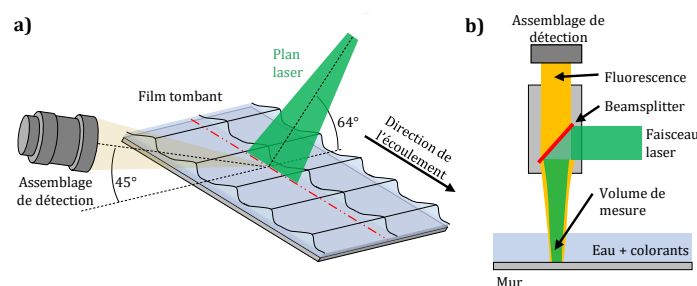 a)
Plan
laser
Film tombant
64°
Direction de
l'écoulement
Assemblage
de détection
45°
b)
Assemblage de
détection
Fluorescence
Beamsplitter
Faisceau
laser
Volume de
mesure
Eau + colorants
Mur